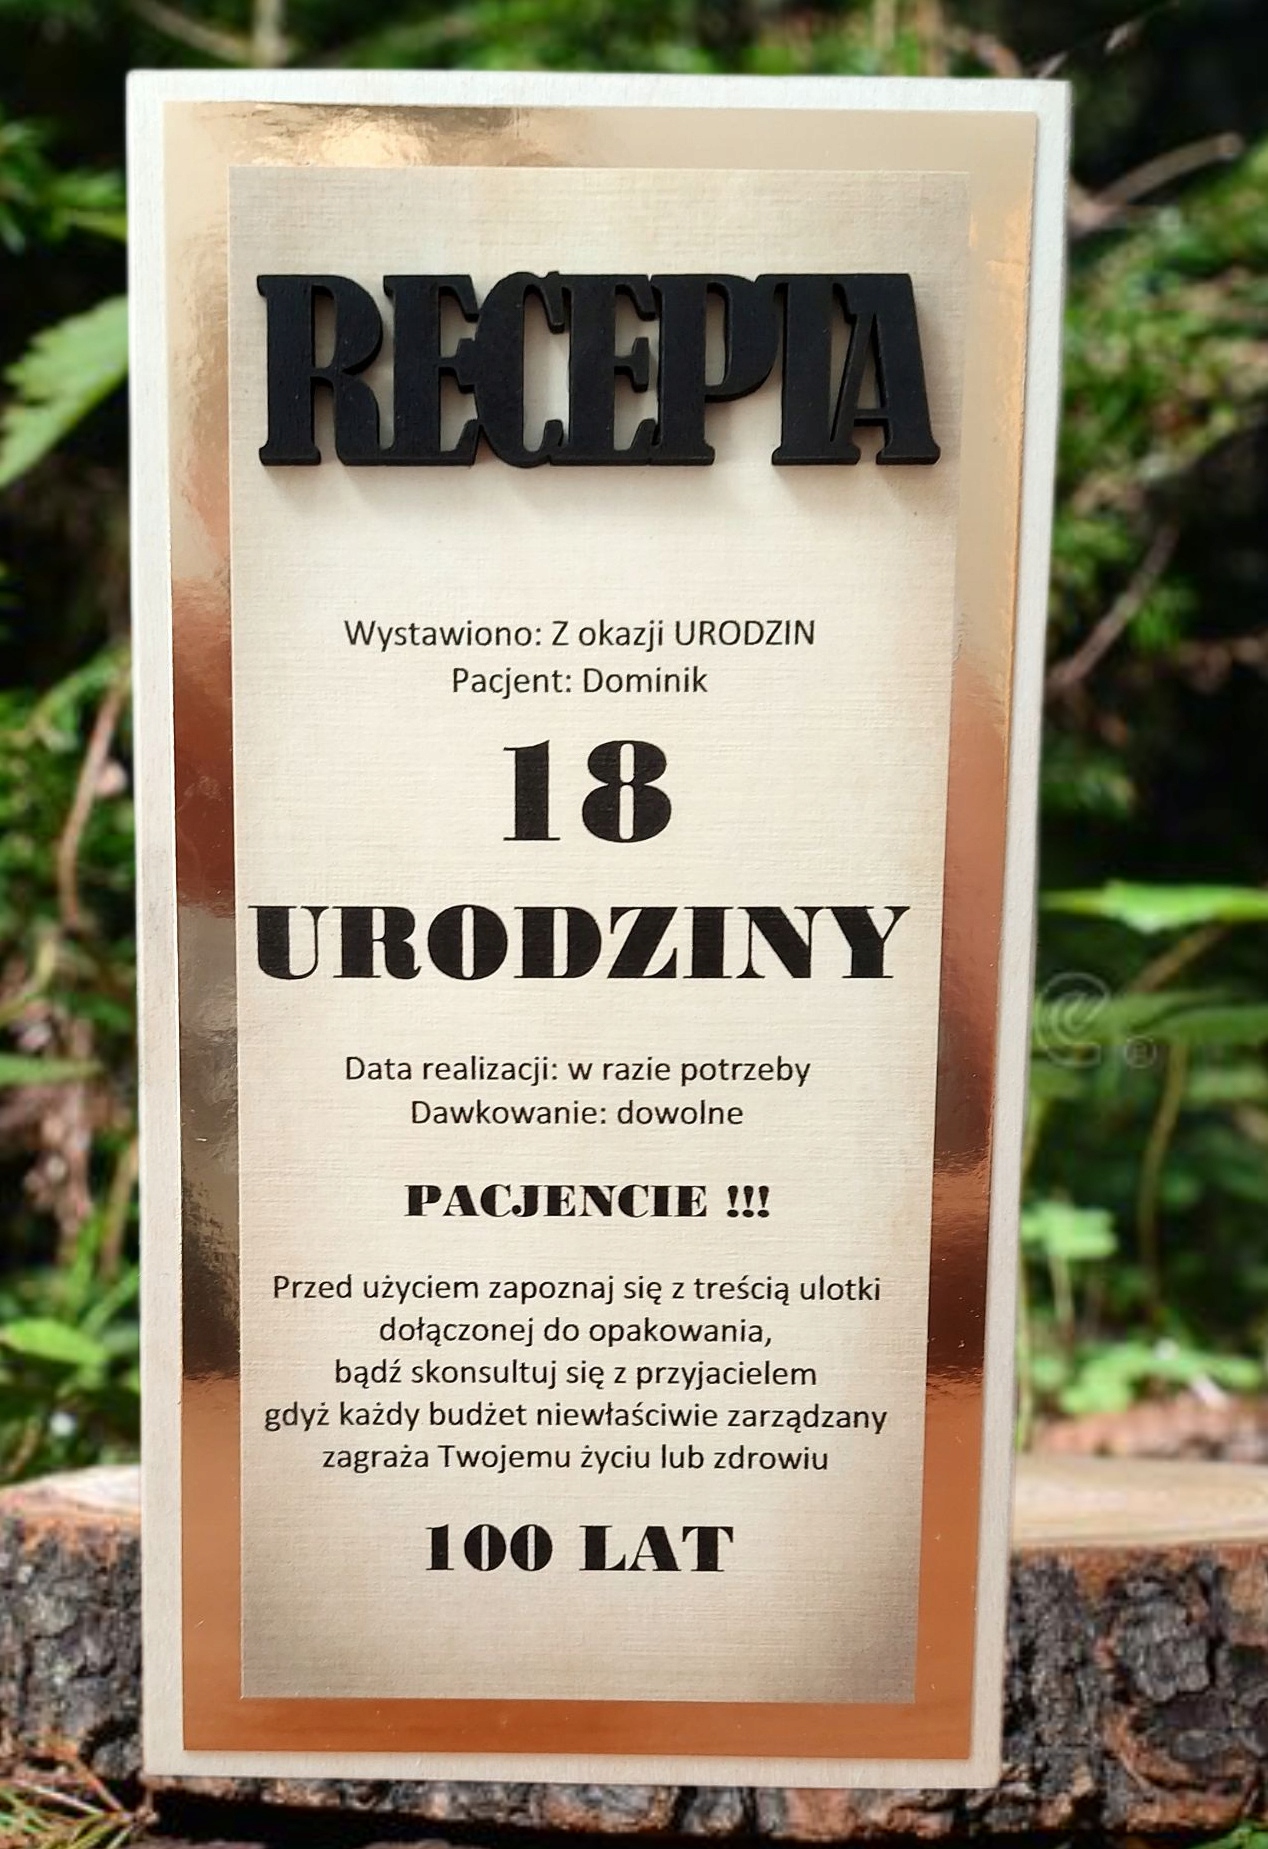 RECEPTA
Wystawiono: Z okazji URODZIN
Pacjent: Dominik
18
URODZINY
Data realizacji: w razie potrzeby
Dawkowanie: dowolne
PACJENCIE !!!
Przed użyciem zapoznaj się z treścią ulotki
dołączonej do opakowania,
bądź skonsultuj się z przyjacielem
gdyż każdy budżet niewłaściwie zarządzany
zagraża Twojemu życiu lub zdrowiu
100 LAT